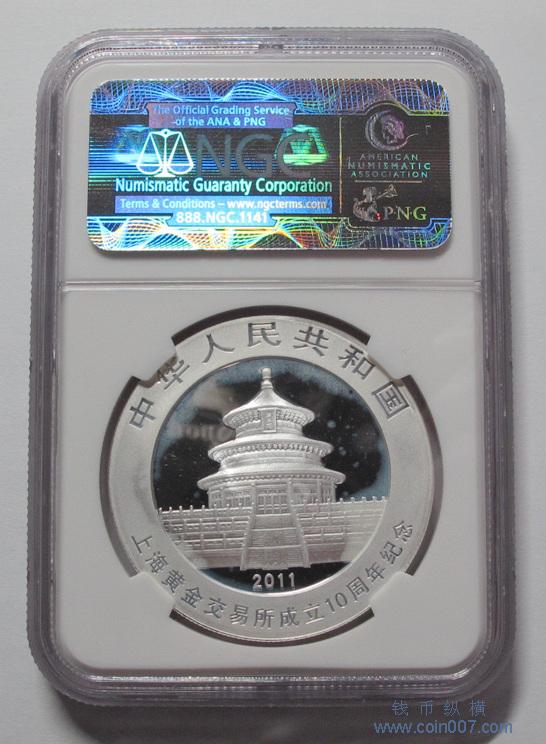 The Official Grading Service
of the ANA & PNG
NGC
Numismatic Guaranty Corporation
Terms & Conditions – www.ngcterms.com
888.NGC.1141
AMERICAN
NUMISMATIC
ASSOCIATION
PNG
中华人民共和国
2011
上海黄金交易所成立10周年纪念
钱币纵横
www.coin007.com